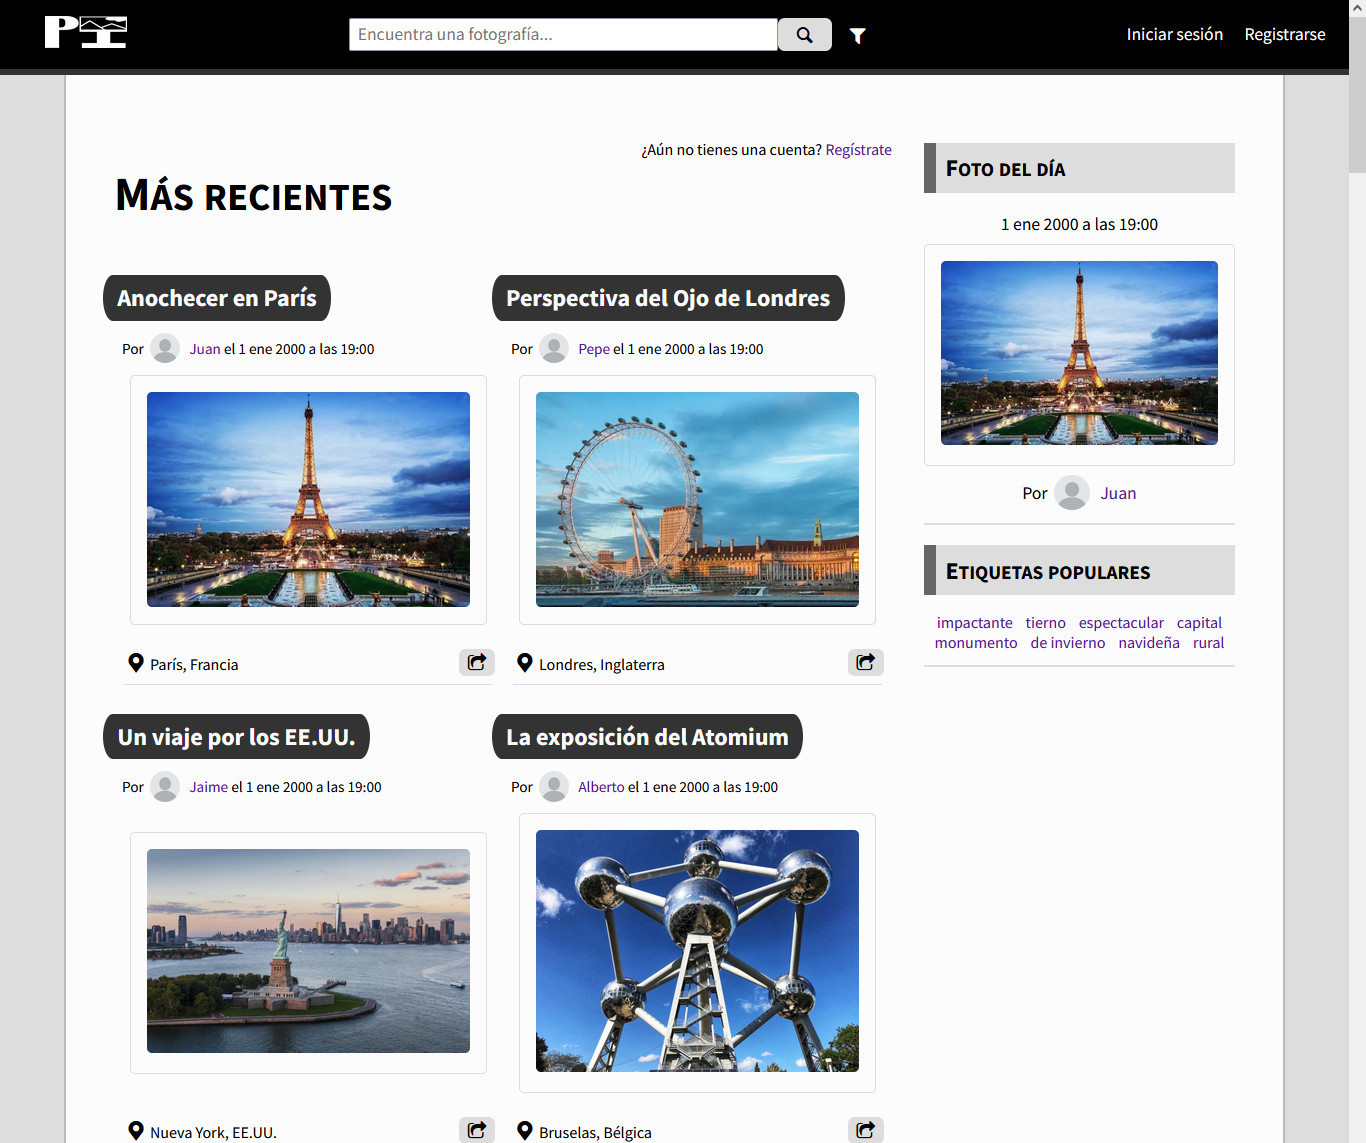 PI
Encuentra una fotografía...
Iniciar sesión Registrarse
¿Aún no tienes una cuenta? Regístrate
Más recientes
Anochecer en París
Por Juan el 1 ene 2000 a las 19:00
París, Francia
Perspectiva del Ojo de Londres
Por Pepe el 1 ene 2000 a las 19:00
Londres, Inglaterra
Un viaje por los EE.UU.
Por Jaime el 1 ene 2000 a las 19:00
Nueva York, EE.UU.
La exposición del Atomium
Por Alberto el 1 ene 2000 a las 19:00
Bruselas, Bélgica
Foto del día
1 ene 2000 a las 19:00
Por Juan
Etiquetas populares
impactante tierno espectacular capital
monumento de invierno navideña rural